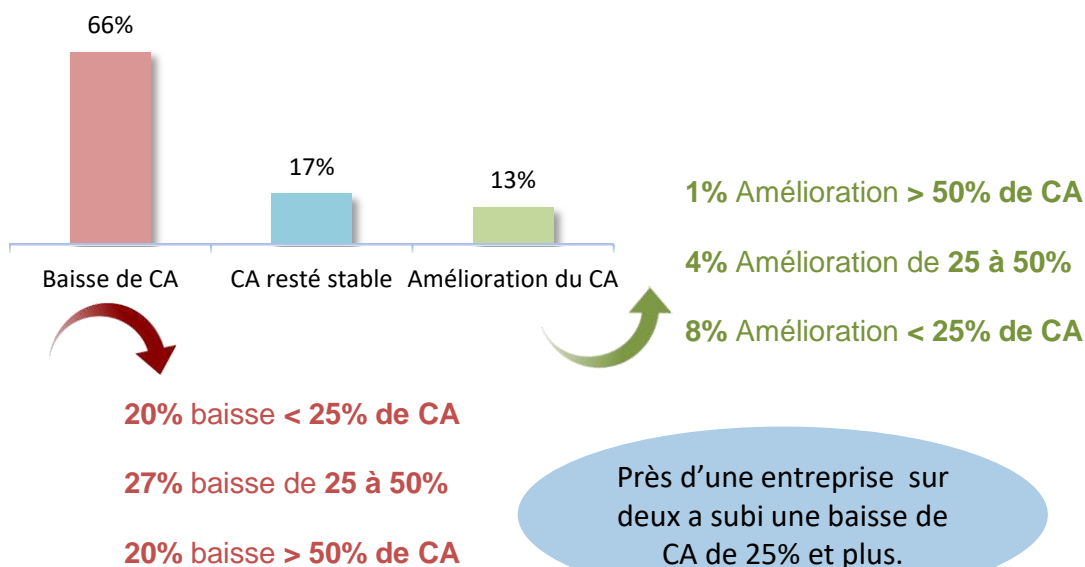 66%
17%
13%
Baisse de CA
CA resté stable
Amélioration du CA
1% Amélioration > 50% de CA
4% Amélioration de 25 à 50%
8% Amélioration < 25% de CA
20% baisse < 25% de CA
27% baisse de 25 à 50%
20% baisse > 50% de CA
Près d’une entreprise sur
deux a subi une baisse de
CA de 25% et plus.